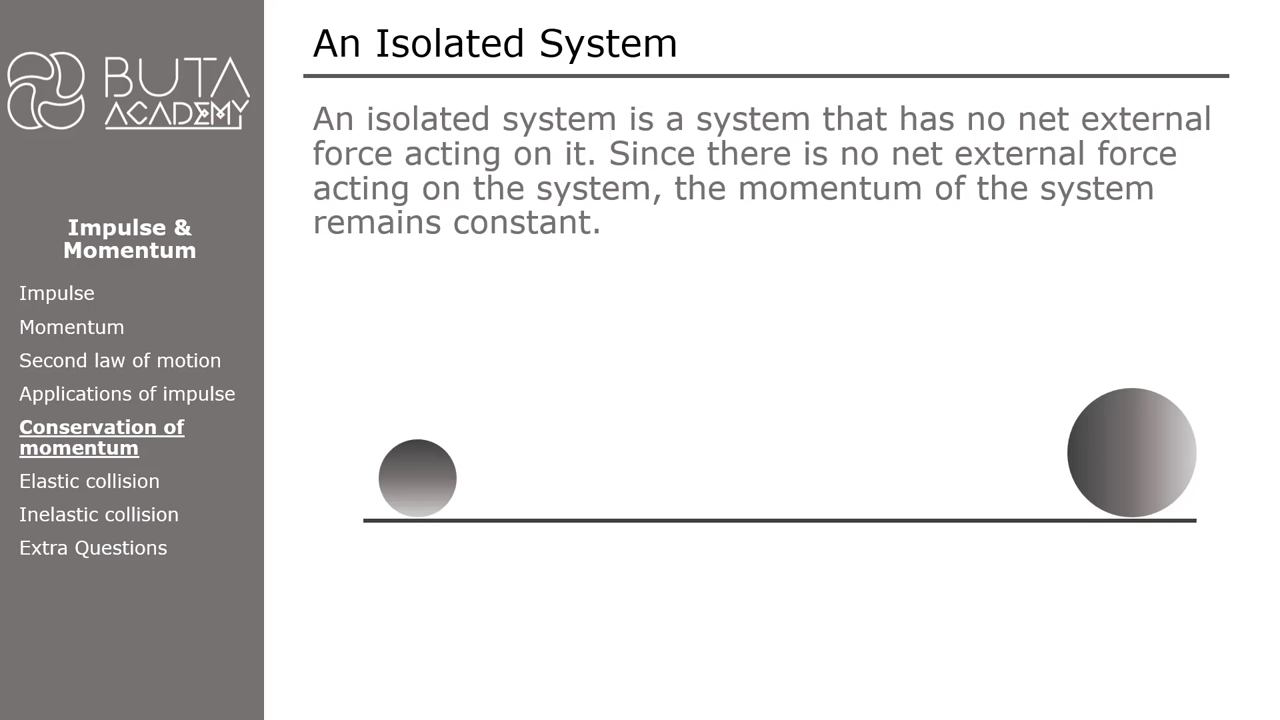 BUTA
ACADEMY
Impulse &
Momentum
Impulse
Momentum
Second law of motion
Applications of impulse
Conservation of
momentum
Elastic collision
Inelastic collision
Extra Questions
An Isolated System
An isolated system is a system that has no net external
force acting on it. Since there is no net external force
acting on the system, the momentum of the system
remains constant.